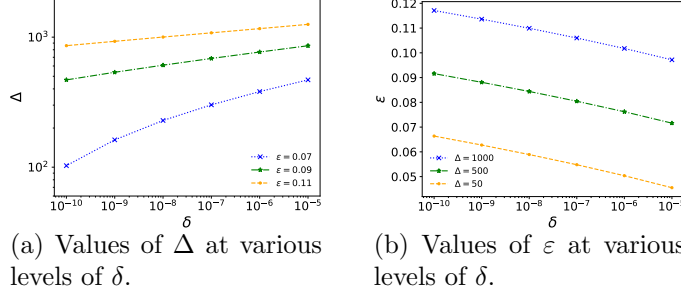 10³
10²
Δ
ε = 0.07
ε = 0.09
ε = 0.11
10⁻¹⁰ 10⁻⁹ 10⁻⁸ 10⁻⁷ 10⁻⁶ 10⁻⁵
δ
(a) Values of Δ at various
levels of δ.
0.12
0.11
0.10
0.09
0.08
0.07
0.06
0.05
ε
Δ = 1000
Δ = 500
Δ = 50
10⁻¹⁰ 10⁻⁹ 10⁻⁸ 10⁻⁷ 10⁻⁶
δ
(b) Values of ε at various
levels of δ.